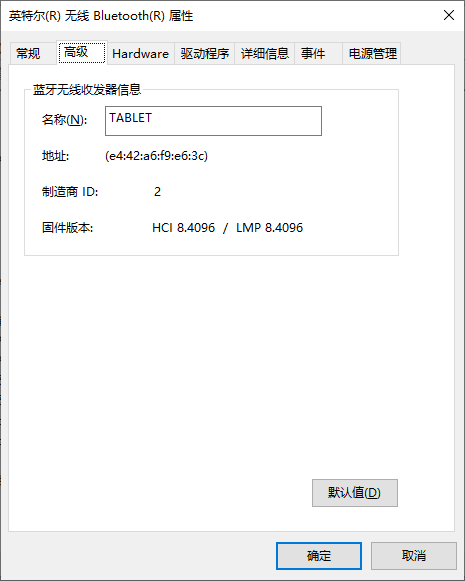 英特尔(R) 无线 Bluetooth(R) 属性
常规 高级 Hardware 驱动程序 详细信息 事件 电源管理
蓝牙无线收发器信息
名称(N): TABLET
地址: (e4:42:a6:f9:e6:3c)
制造商 ID: 2
固件版本: HCI 8.4096 / LMP 8.4096
默认值(D)
确定 取消